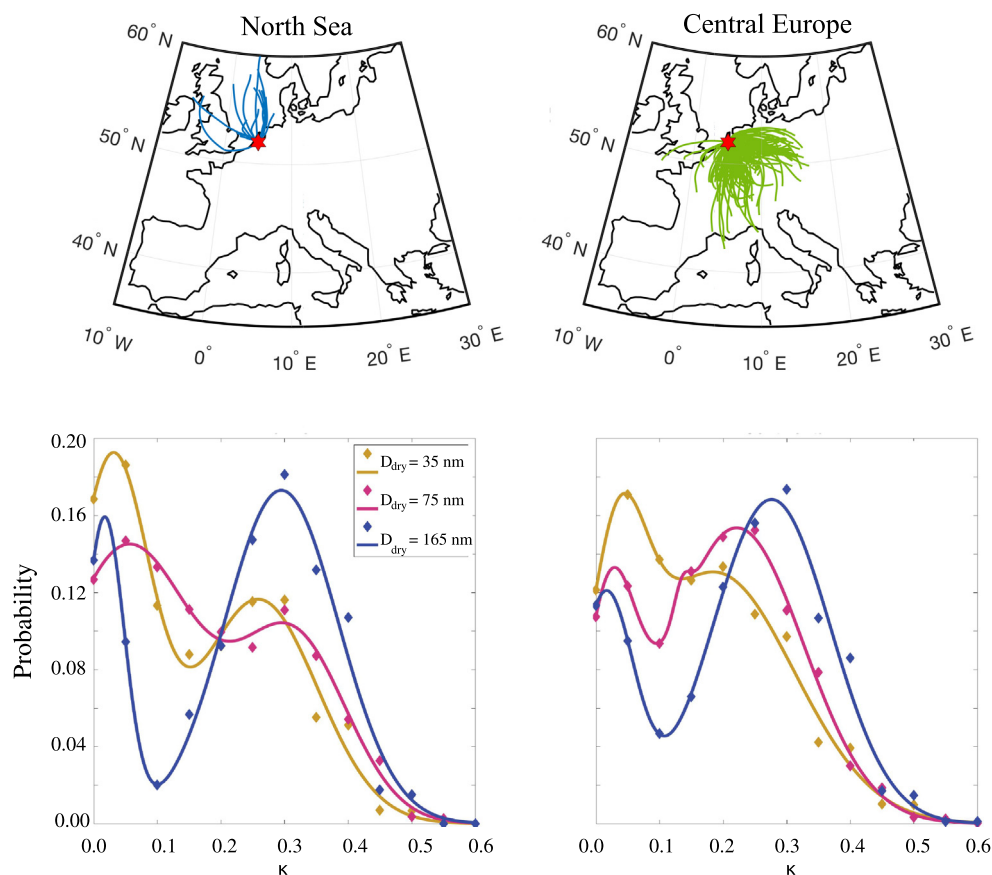 North Sea
60° N
50° N
40° N
10° W
0°
10° E
20° E
30° E
Central Europe
60° N
50° N
40° N
10° W
0°
10° E
20° E
30° E
Probability
0.20
0.16
0.12
0.08
0.04
0.00
0.0 0.1 0.2 0.3 0.4 0.5 0.6
κ
Ddry = 35 nm
Ddry = 75 nm
Ddry = 165 nm
0.0 0.1 0.2 0.3 0.4 0.5 0.6
κ